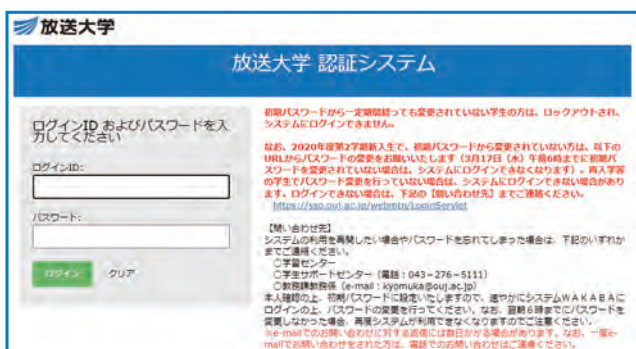 放送大学
放送大学 認証システム
ログインID およびパスワードを入
力してください
ログインID:
パスワード:
ログイン クリア
初期パスワードから一定期間経っても変更されていない学生の方は、ロックアウトされ、
システムにログインできません。
なお、2020年度第2学期新入生で、初期パスワードから変更されていない方は、以下の
URLからパスワードの変更をお願いいたします（3月17日（水）午前6時までに初期パ
スワードを変更されていない場合は、システムにログインできなくなります）。再入学等
の学生でパスワード変更を行っていない場合は、システムにログインできない場合があり
ます。ログインできない場合は、下記の【問い合わせ先】までご連絡ください。
https://sso.ouj.ac.jp/webmtn/LoginServlet
【問い合わせ先】
システムの利用を再開したい場合やパスワードを忘れてしまった場合は、下記のいずれか
までご連絡ください。
○学習センター
○学生サポートセンター（電話：043－276－5111）
○教務課教務係（e-mail：kyomuka@ouj.ac.jp）
本人確認の上、初期パスワードに設定いたしますので、速やかにシステムWAKABAに
ログインの上、パスワードの変更を行ってください。なお、翌朝6時までにパスワードを
変更しなかった場合、再度システムが利用できなくなりますのでご注意ください。
※e-mailでのお問い合わせに対する返信には数日かかる場合があります。なお、一度e-
mailでお問い合わせをされた方は、電話でのお問い合わせはご遠慮ください。